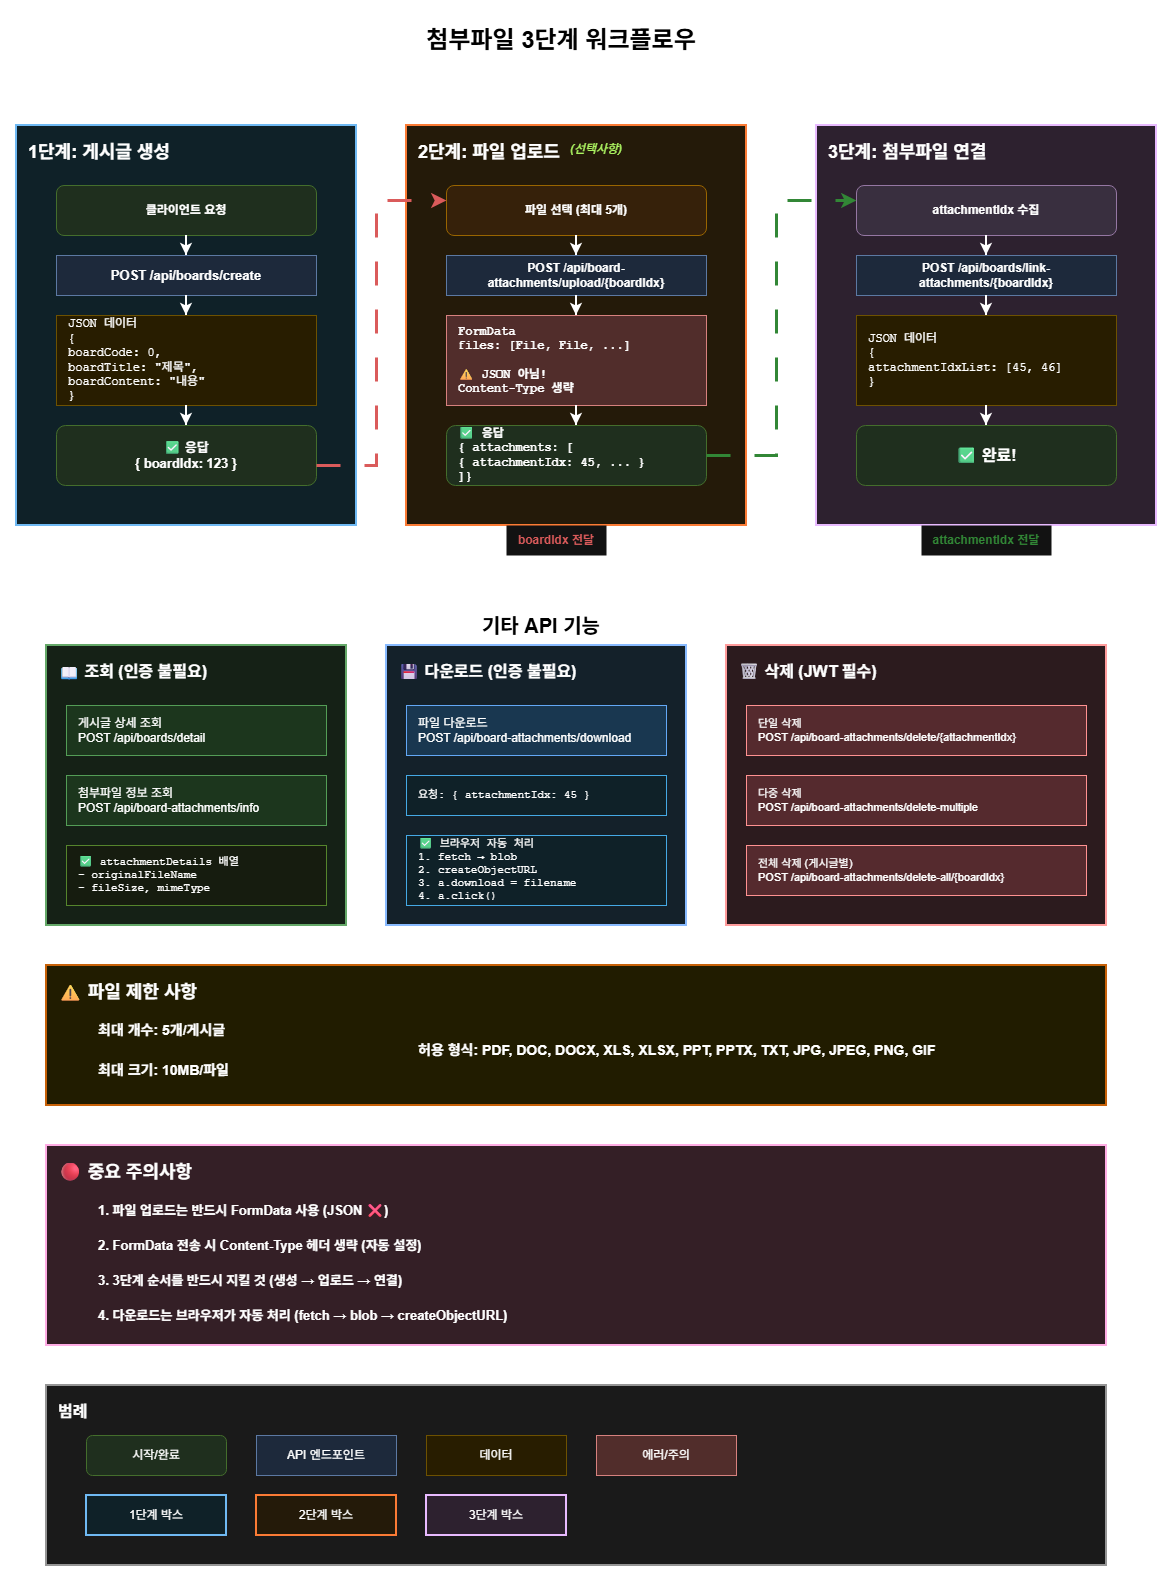 첨부파일 3단계 워크플로우
1단계: 게시글 생성
클라이언트 요청
POST /api/boards/create
JSON 데이터
{
boardCode: 0,
boardTitle: "제목",
boardContent: "내용"
}
✅ 응답
{ boardIdx: 123 }
2단계: 파일 업로드
(선택사항)
파일 선택 (최대 5개)
POST /api/board-
attachments/upload/{boardIdx}
FormData
files: [File, File, ...]
⚠️ JSON 아님!
Content-Type 생략
✅ 응답
{ attachments: [
{ attachmentIdx: 45, ... }
]}
3단계: 첨부파일 연결
attachmentIdx 수집
POST /api/boards/link-
attachments/{boardIdx}
JSON 데이터
{
attachmentIdxList: [45, 46]
}
✅ 완료!
boardIdx 전달
attachmentIdx 전달
기타 API 기능
📖 조회 (인증 불필요)
게시글 상세 조회
POST /api/boards/detail
첨부파일 정보 조회
POST /api/board-attachments/info
✅ attachmentDetails 배열
- originalFileName
- fileSize, mimeType
💾 다운로드 (인증 불필요)
파일 다운로드
POST /api/board-attachments/download
요청: { attachmentIdx: 45 }
✅ 브라우저 자동 처리
1. fetch → blob
2. createObjectURL
3. a.download = filename
4. a.click()
🗑️ 삭제 (JWT 필수)
단일 삭제
POST /api/board-attachments/delete/{attachmentIdx}
다중 삭제
POST /api/board-attachments/delete-multiple
전체 삭제 (게시글별)
POST /api/board-attachments/delete-all/{boardIdx}
⚠️ 파일 제한 사항
최대 개수: 5개/게시글
최대 크기: 10MB/파일
허용 형식: PDF, DOC, DOCX, XLS, XLSX, PPT, PPTX, TXT, JPG, JPEG, PNG, GIF
🔴 중요 주의사항
1. 파일 업로드는 반드시 FormData 사용 (JSON ❌)
2. FormData 전송 시 Content-Type 헤더 생략 (자동 설정)
3. 3단계 순서를 반드시 지킬 것 (생성 → 업로드 → 연결)
4. 다운로드는 브라우저가 자동 처리 (fetch → blob → createObjectURL)
범례
시작/완료
API 엔드포인트
데이터
에러/주의
1단계 박스
2단계 박스
3단계 박스